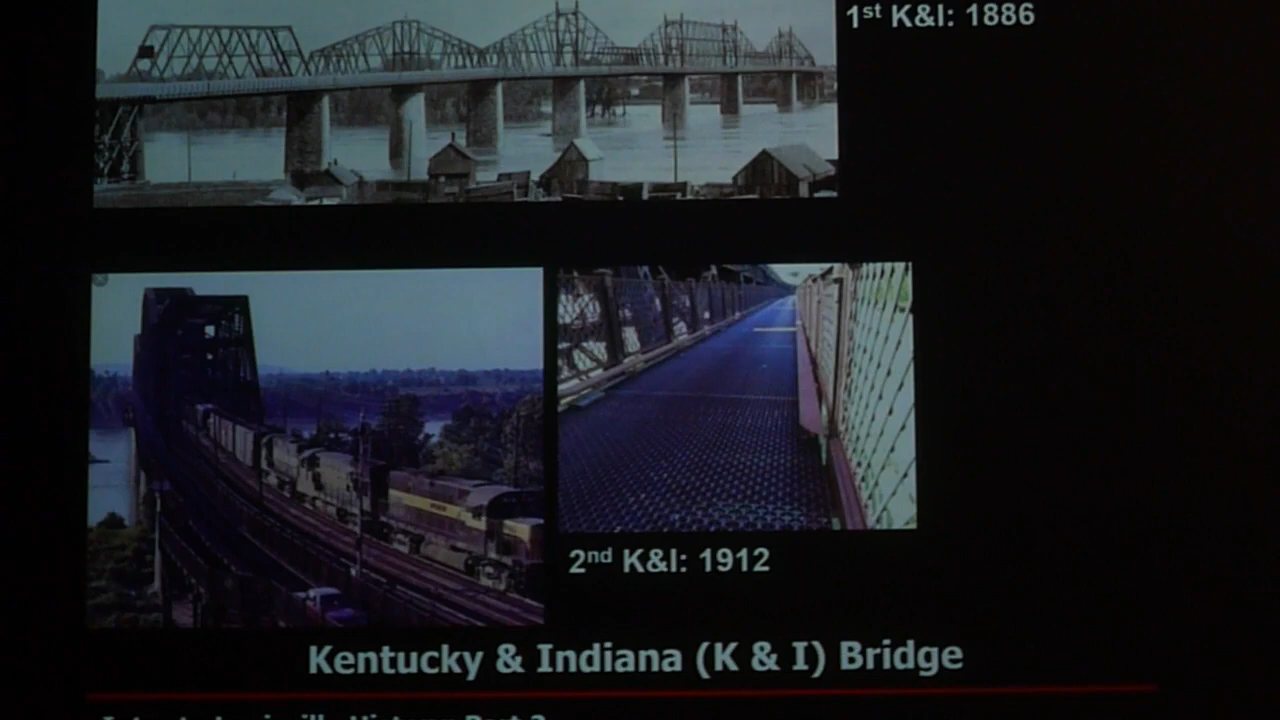 1st K&I: 1886
2nd K&I: 1912
Kentucky & Indiana (K & I) Bridge